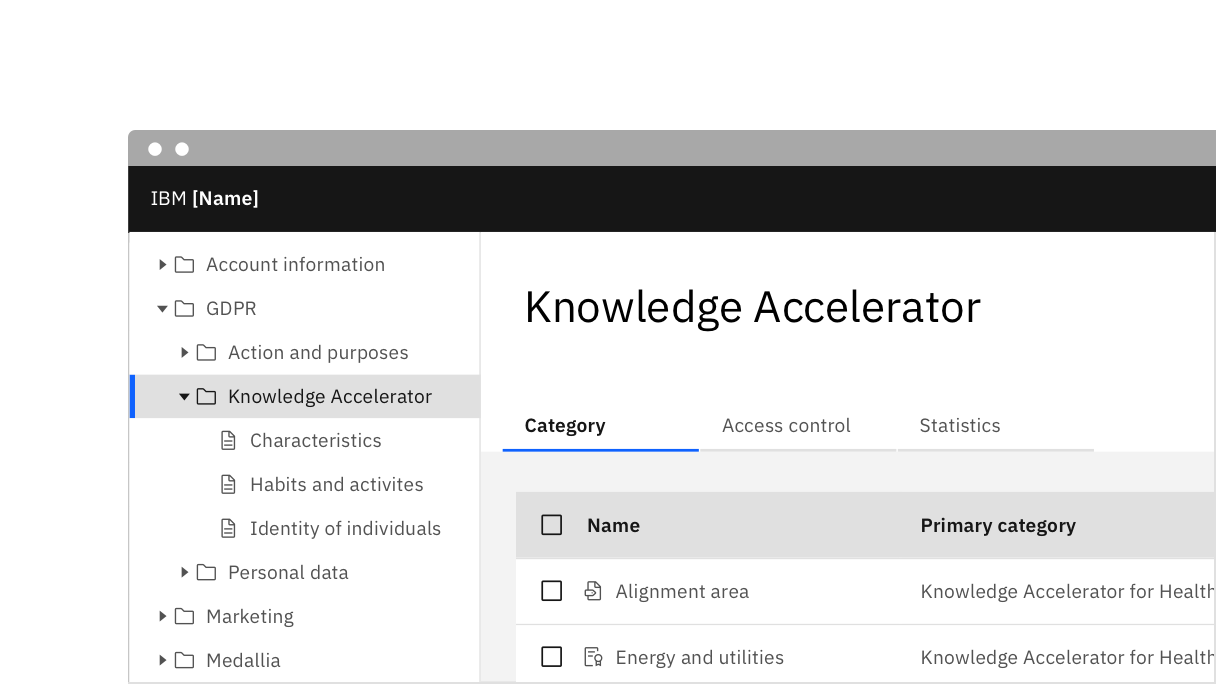 IBM [Name]
Account information
GDPR
Action and purposes
Knowledge Accelerator
Characteristics
Habits and activites
Identity of individuals
Personal data
Marketing
Medallia
Knowledge Accelerator
Category Access control Statistics
Name Primary category
Alignment area Knowledge Accelerator for Health
Energy and utilities Knowledge Accelerator for Health